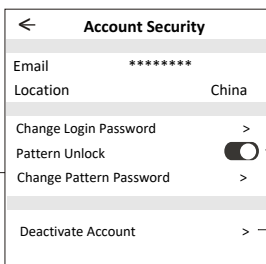 Account Security
Email ********
Location China
Change Login Password >
Pattern Unlock
Change Pattern Password >
Deactivate Account >